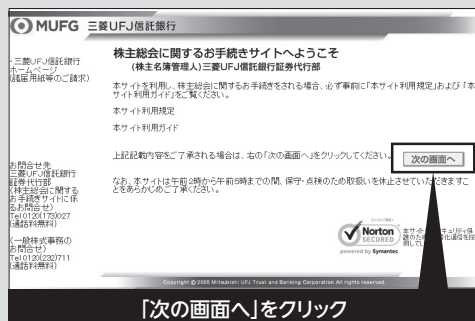 MUFG 三菱UFJ信託銀行
・三菱UFJ信託銀行
ホームページ
(諸届用紙等のご請求)
株主総会に関するお手続きサイトへようこそ
(株主名簿管理人)三菱UFJ信託銀行証券代行部
本サイトを利用し、株主総会に関するお手続きをされる場合、必ず事前に「本サイト利用規定」および「本
サイト利用ガイド」をご覧ください。
本サイト利用規定
本サイト利用ガイド
上記記載内容をご了承される場合は、右の「次の画面へ」をクリックしてください。
次の画面へ
なお、本サイトは午前2時から午前5時までの間、保守・点検のため取扱いを休止させていただきますこ
とをあらかじめご了承ください。
お問合せ先
三菱UFJ信託銀行
証券代行部
(株主総会に関する
お手続きサイトに係
るお問合せ)
Tel0120(173)027
(通話料無料)
(一般株式事務の
お問合せ)
Tel0120(232)711
(通話料無料)
Norton
SECURED
powered by Symantec
Copyright © 2005 Mitsubishi UFJ Trust and Banking Corporation All rights reserved.
「次の画面へ」をクリック